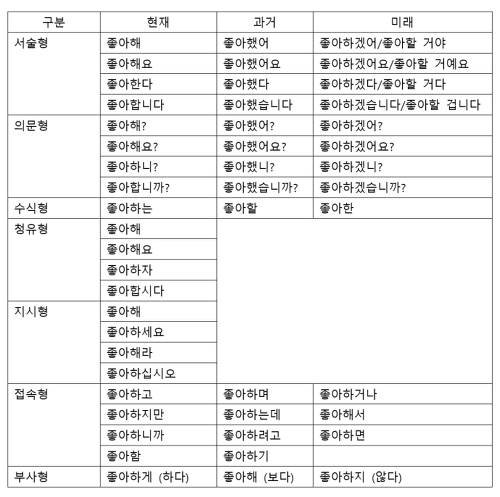 구분 현재 과거 미래
서술형 좋아해 좋아했어 좋아하겠어/좋아할 거야
좋아해요 좋아했어요 좋아하겠어요/좋아할 거예요
좋아한다 좋아했다 좋아하겠다/좋아할 거다
좋아합니다 좋아했습니다 좋아하겠습니다/좋아할 겁니다
의문형 좋아해? 좋아했어? 좋아하겠어?
좋아해요? 좋아했어요? 좋아하겠어요?
좋아하니? 좋아했니? 좋아하겠니?
좋아합니까? 좋아했습니까? 좋아하겠습니까?
수식형 좋아하는 좋아할 좋아한
청유형 좋아해
좋아해요
좋아하자
좋아합시다
지시형 좋아해
좋아하세요
좋아해라
좋아하십시오
접속형 좋아하고 좋아하며 좋아하거나
좋아하지만 좋아하는데 좋아해서
좋아하니까 좋아하려고 좋아하면
좋아함 좋아하기
부사형 좋아하게 (하다) 좋아해 (보다) 좋아하지 (않다)